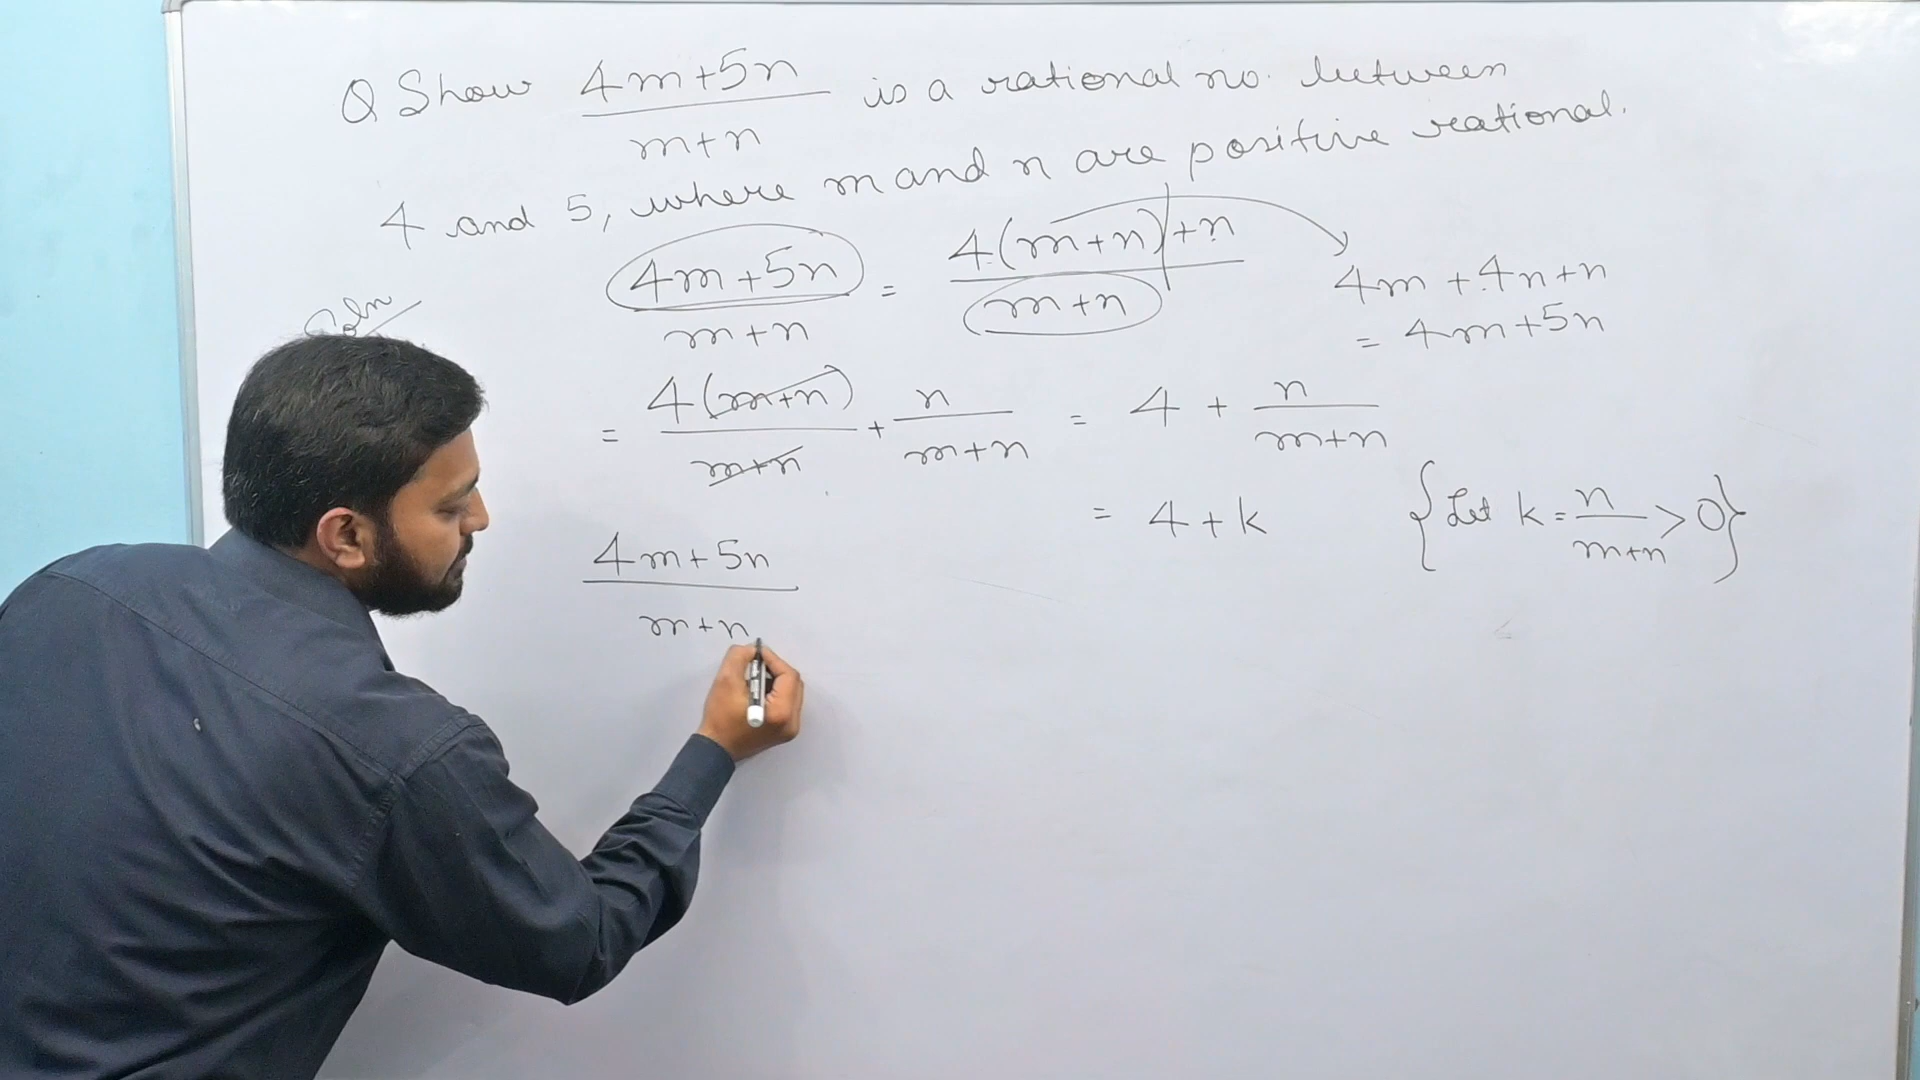 Q Show (4m+5n)/(m+n) is a rational no. between
4 and 5, where m and n are positive rational.
Soln
(4m+5n)/(m+n) = (4(m+n)+n)/(m+n)
4m+4n+n
= 4m+5n
= 4(m+n)/(m+n) + n/(m+n) = 4 + n/(m+n)
= 4+k {Let k = n/(m+n) > 0}
(4m+5n)/(m+n)